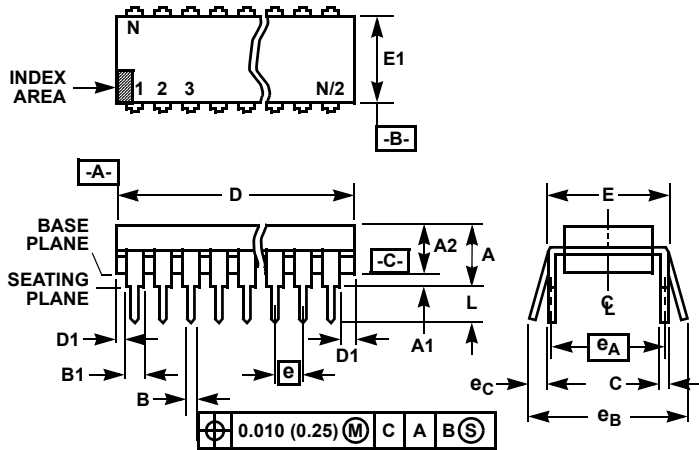 N
E1
INDEX
AREA
1 2 3 N/2
-B-
-A-
D
E
BASE
PLANE
A2
A
-C-
SEATING
PLANE
L
℄
D1
A1
D1
eA
B1
e
eC
C
B
eB
⌖ 0.010 (0.25) Ⓜ C A B Ⓢ